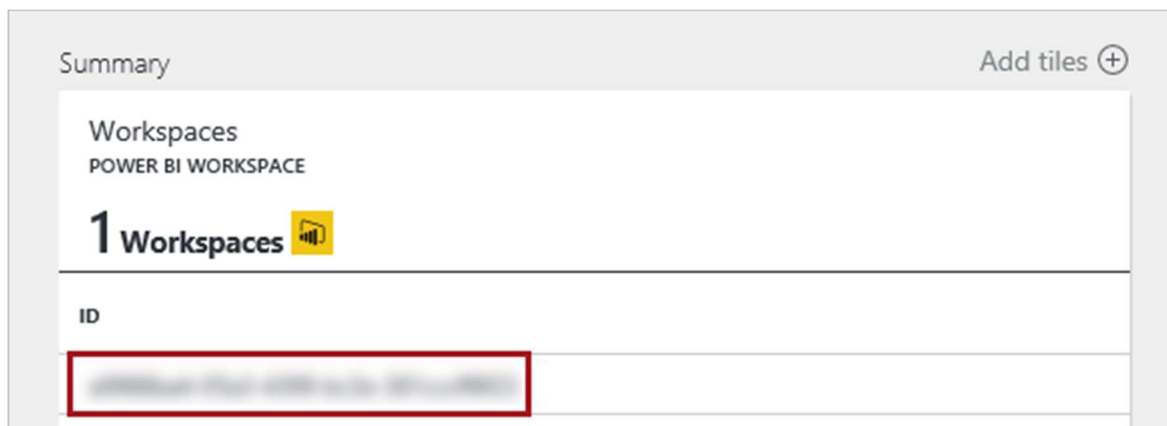 Summary
Add tiles
Workspaces
POWER BI WORKSPACE
1 Workspaces
ID